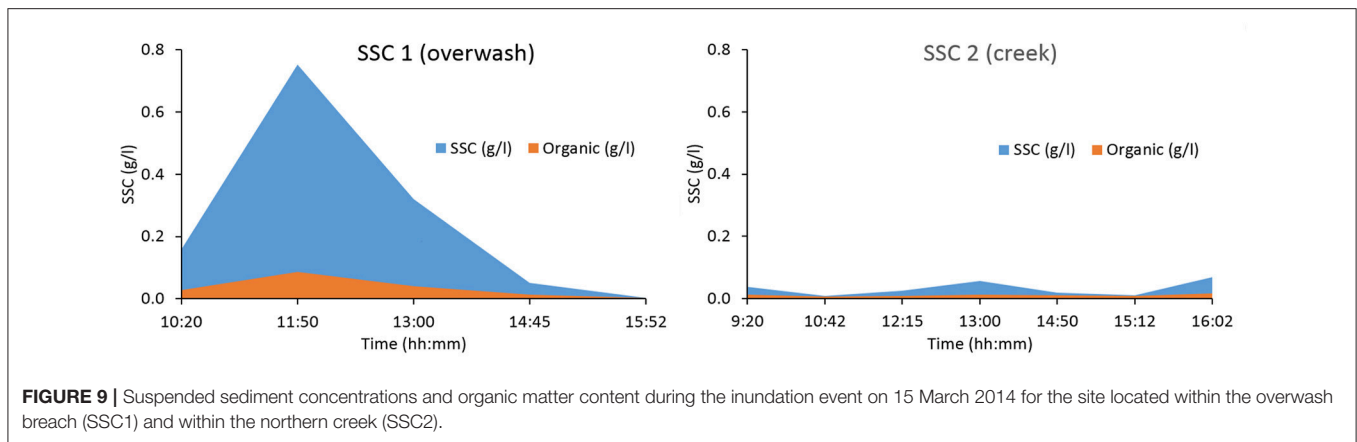 SSC 1 (overwash)
0.8
0.6
0.4
0.2
0.0
SSC (g/l)
SSC (g/l) Organic (g/l)
10:20 11:50 13:00 14:45 15:52
Time (hh:mm)
SSC 2 (creek)
0.8
0.6
0.4
0.2
0.0
SSC (g/l)
SSC (g/l) Organic (g/l)
9:20 10:42 12:15 13:00 14:50 15:12 16:02
Time (hh:mm)
FIGURE 9 | Suspended sediment concentrations and organic matter content during the inundation event on 15 March 2014 for the site located within the overwash
breach (SSC1) and within the northern creek (SSC2).